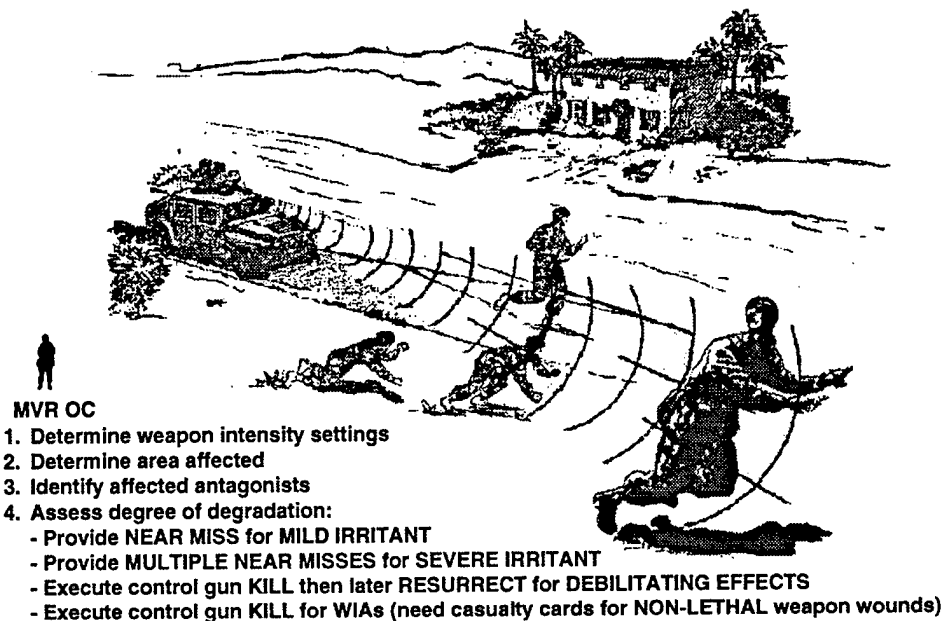 MVR OC
1. Determine weapon intensity settings
2. Determine area affected
3. Identify affected antagonists
4. Assess degree of degradation:
- Provide NEAR MISS for MILD IRRITANT
- Provide MULTIPLE NEAR MISSES for SEVERE IRRITANT
- Execute control gun KILL then later RESURRECT for DEBILITATING EFFECTS
- Execute control gun KILL for WIAs (need casualty cards for NON-LETHAL weapon wounds)